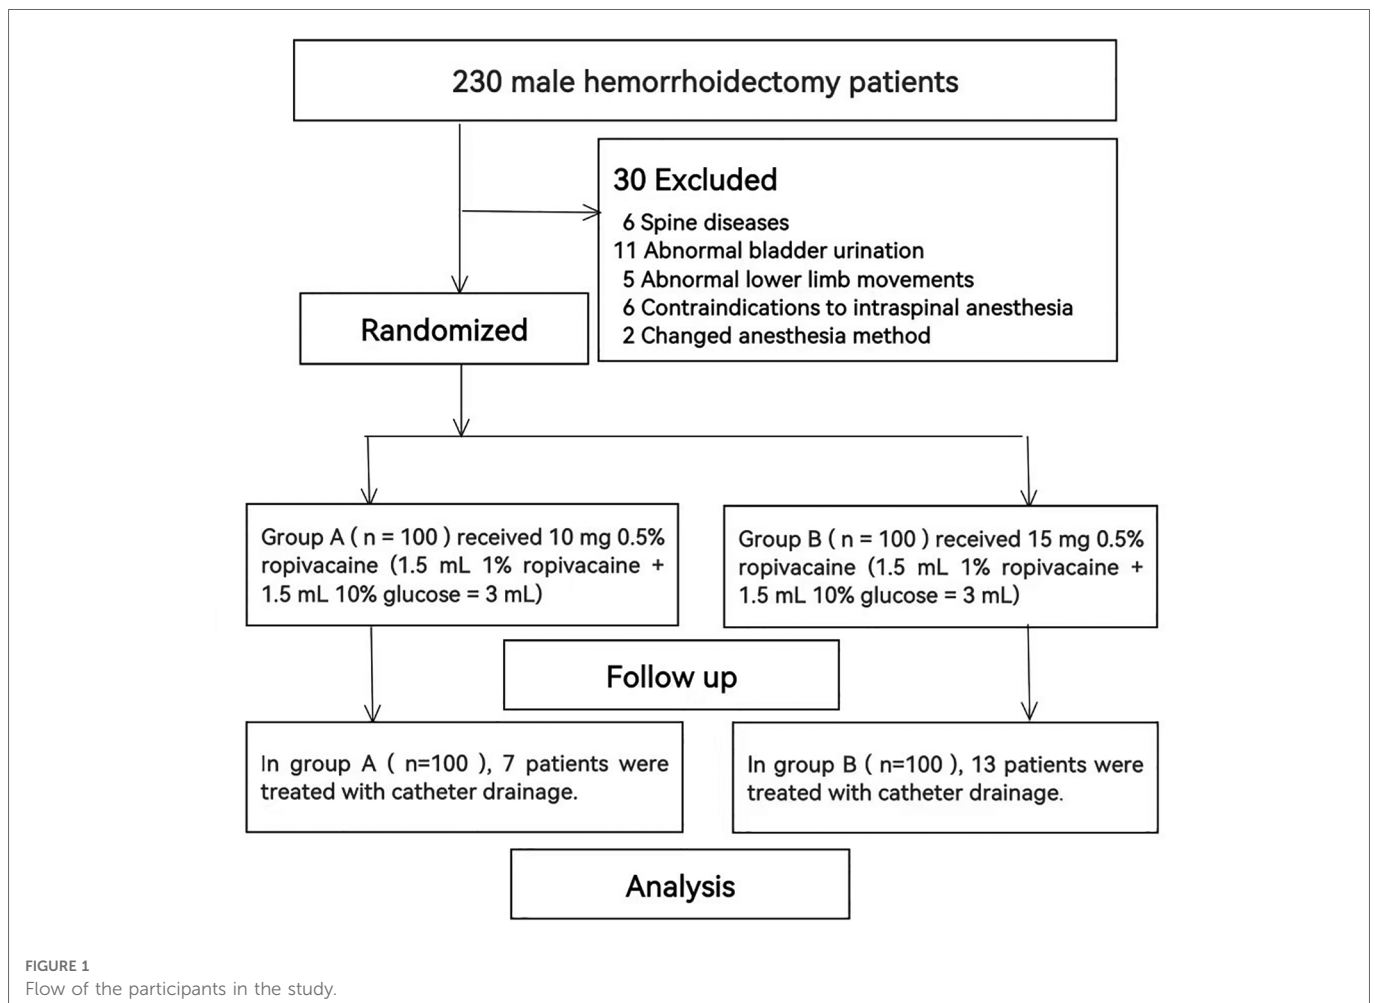 230 male hemorrhoidectomy patients
30 Excluded
6 Spine diseases
11 Abnormal bladder urination
5 Abnormal lower limb movements
6 Contraindications to intraspinal anesthesia
2 Changed anesthesia method
Randomized
Group A ( n = 100 ) received 10 mg 0.5%
ropivacaine (1.5 mL 1% ropivacaine +
1.5 mL 10% glucose = 3 mL)
Group B ( n = 100 ) received 15 mg 0.5%
ropivacaine (1.5 mL 1% ropivacaine +
1.5 mL 10% glucose = 3 mL)
Follow up
In group A ( n=100 ), 7 patients were
treated with catheter drainage.
In group B ( n=100 ), 13 patients were
treated with catheter drainage.
Analysis
FIGURE 1
Flow of the participants in the study.